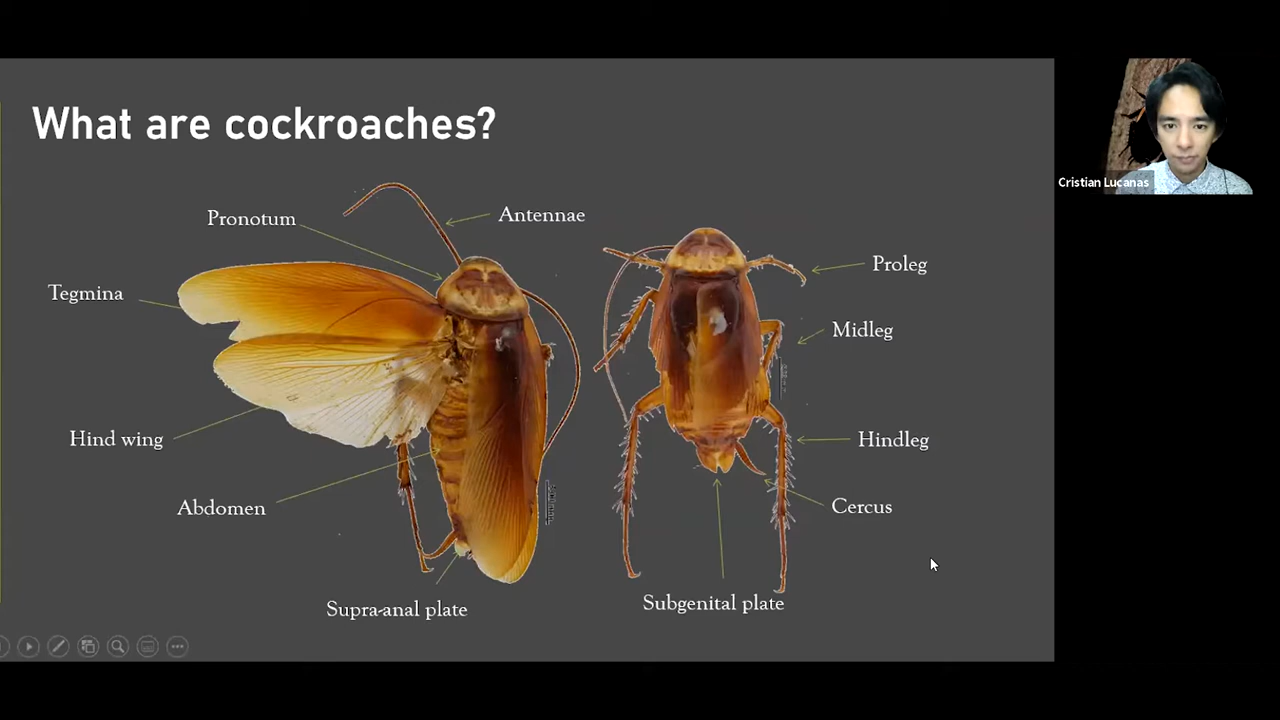 What are cockroaches?
Cristian Lucanas
Pronotum
Antennae
Tegmina
Hind wing
Abdomen
Supra-anal plate
Proleg
Midleg
Hindleg
Cercus
Subgenital plate